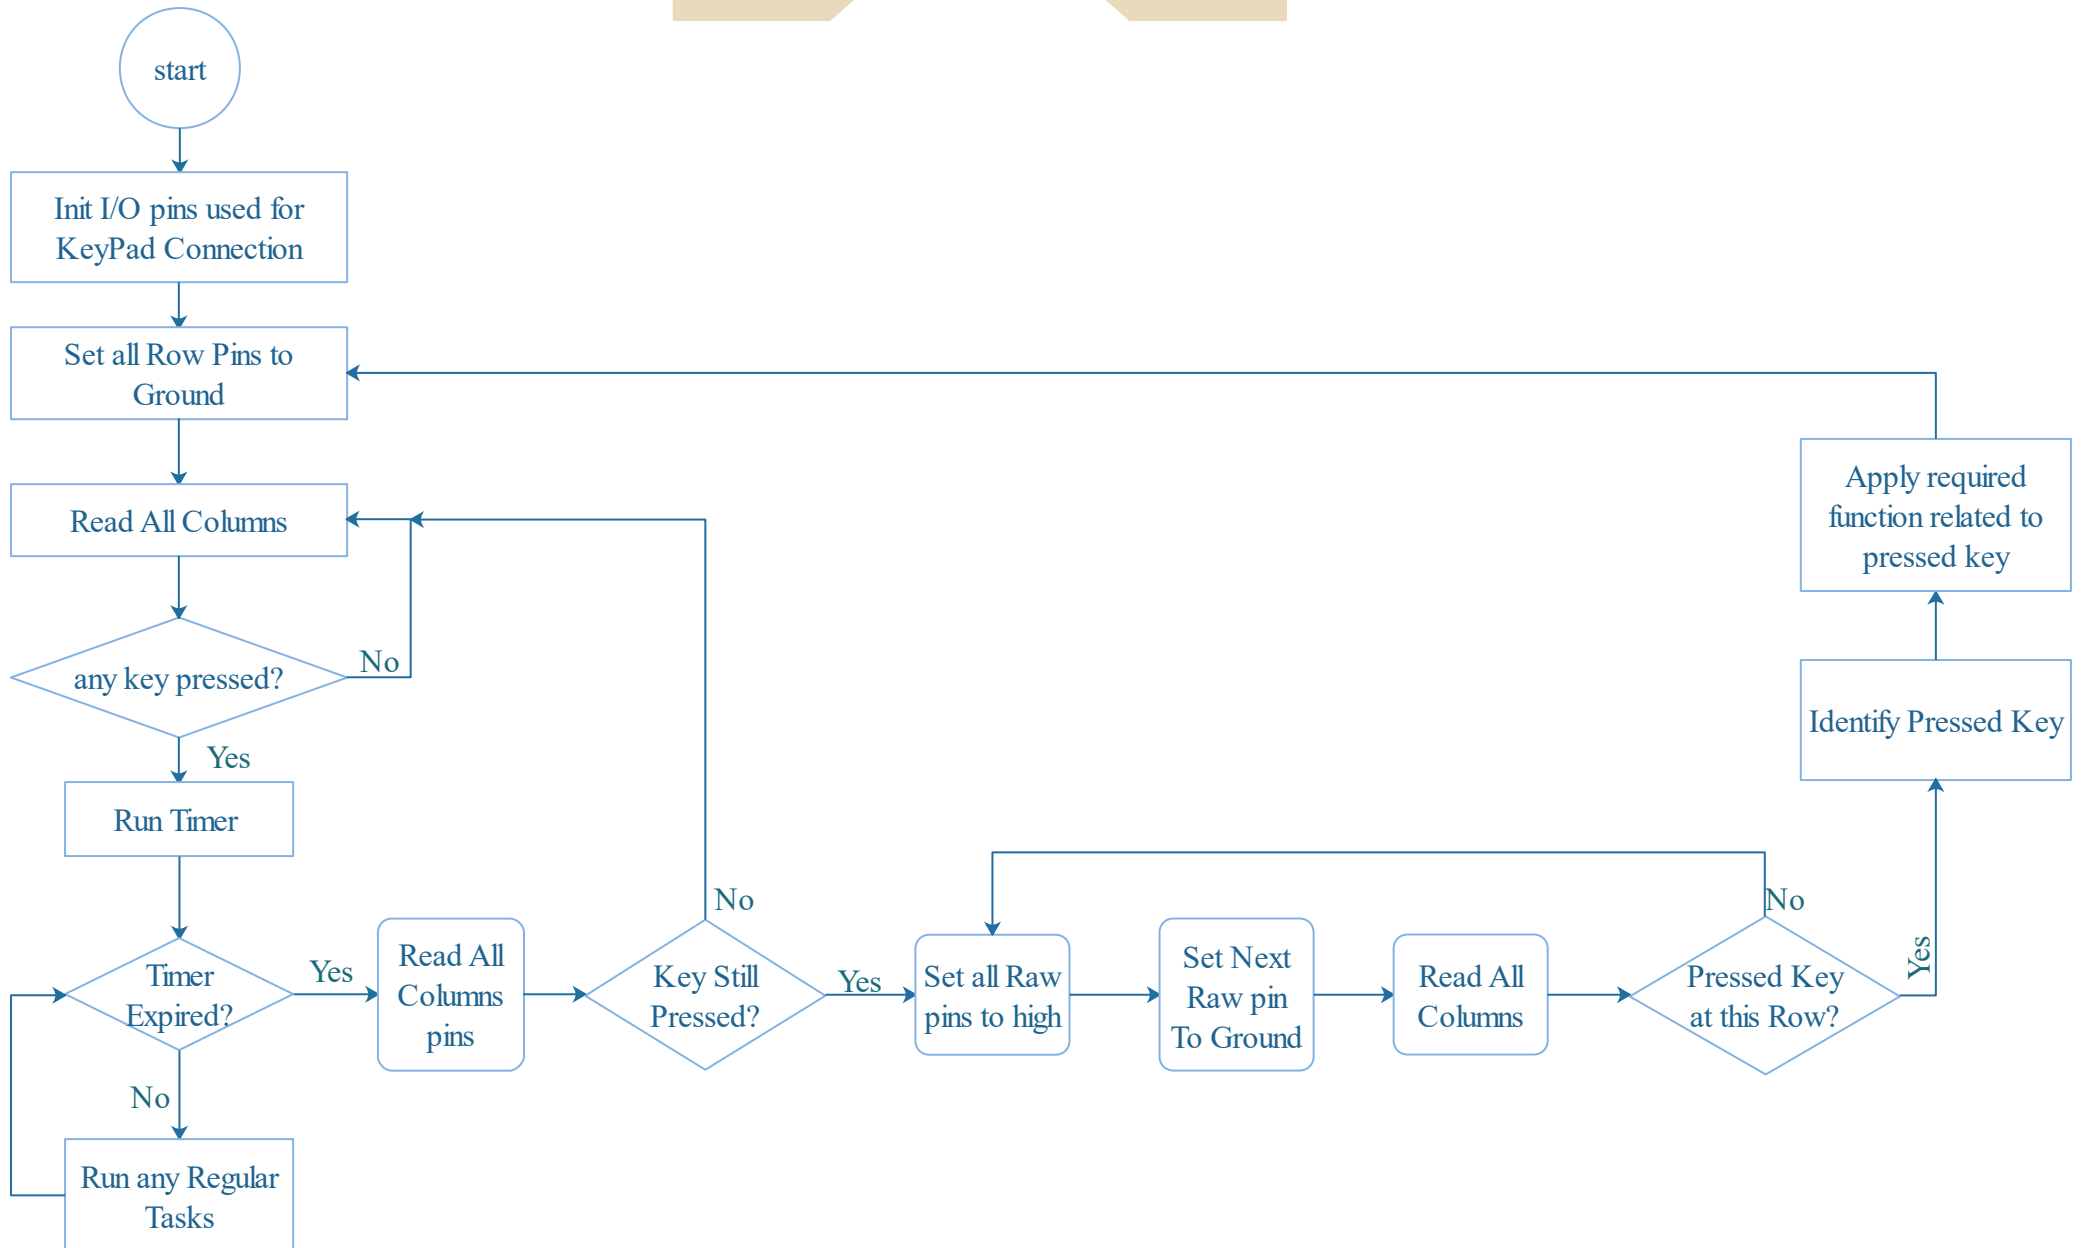 start
Init I/O pins used for
KeyPad Connection
Set all Row Pins to
Ground
Read All Columns
any key pressed?
No
Yes
Run Timer
Timer
Expired?
No
Run any Regular
Tasks
Yes
Read All
Columns
pins
Key Still
Pressed?
No
Yes
Set all Raw
pins to high
Set Next
Raw pin
To Ground
Read All
Columns
Pressed Key
at this Row?
No
Yes
Identify Pressed Key
Apply required
function related to
pressed key